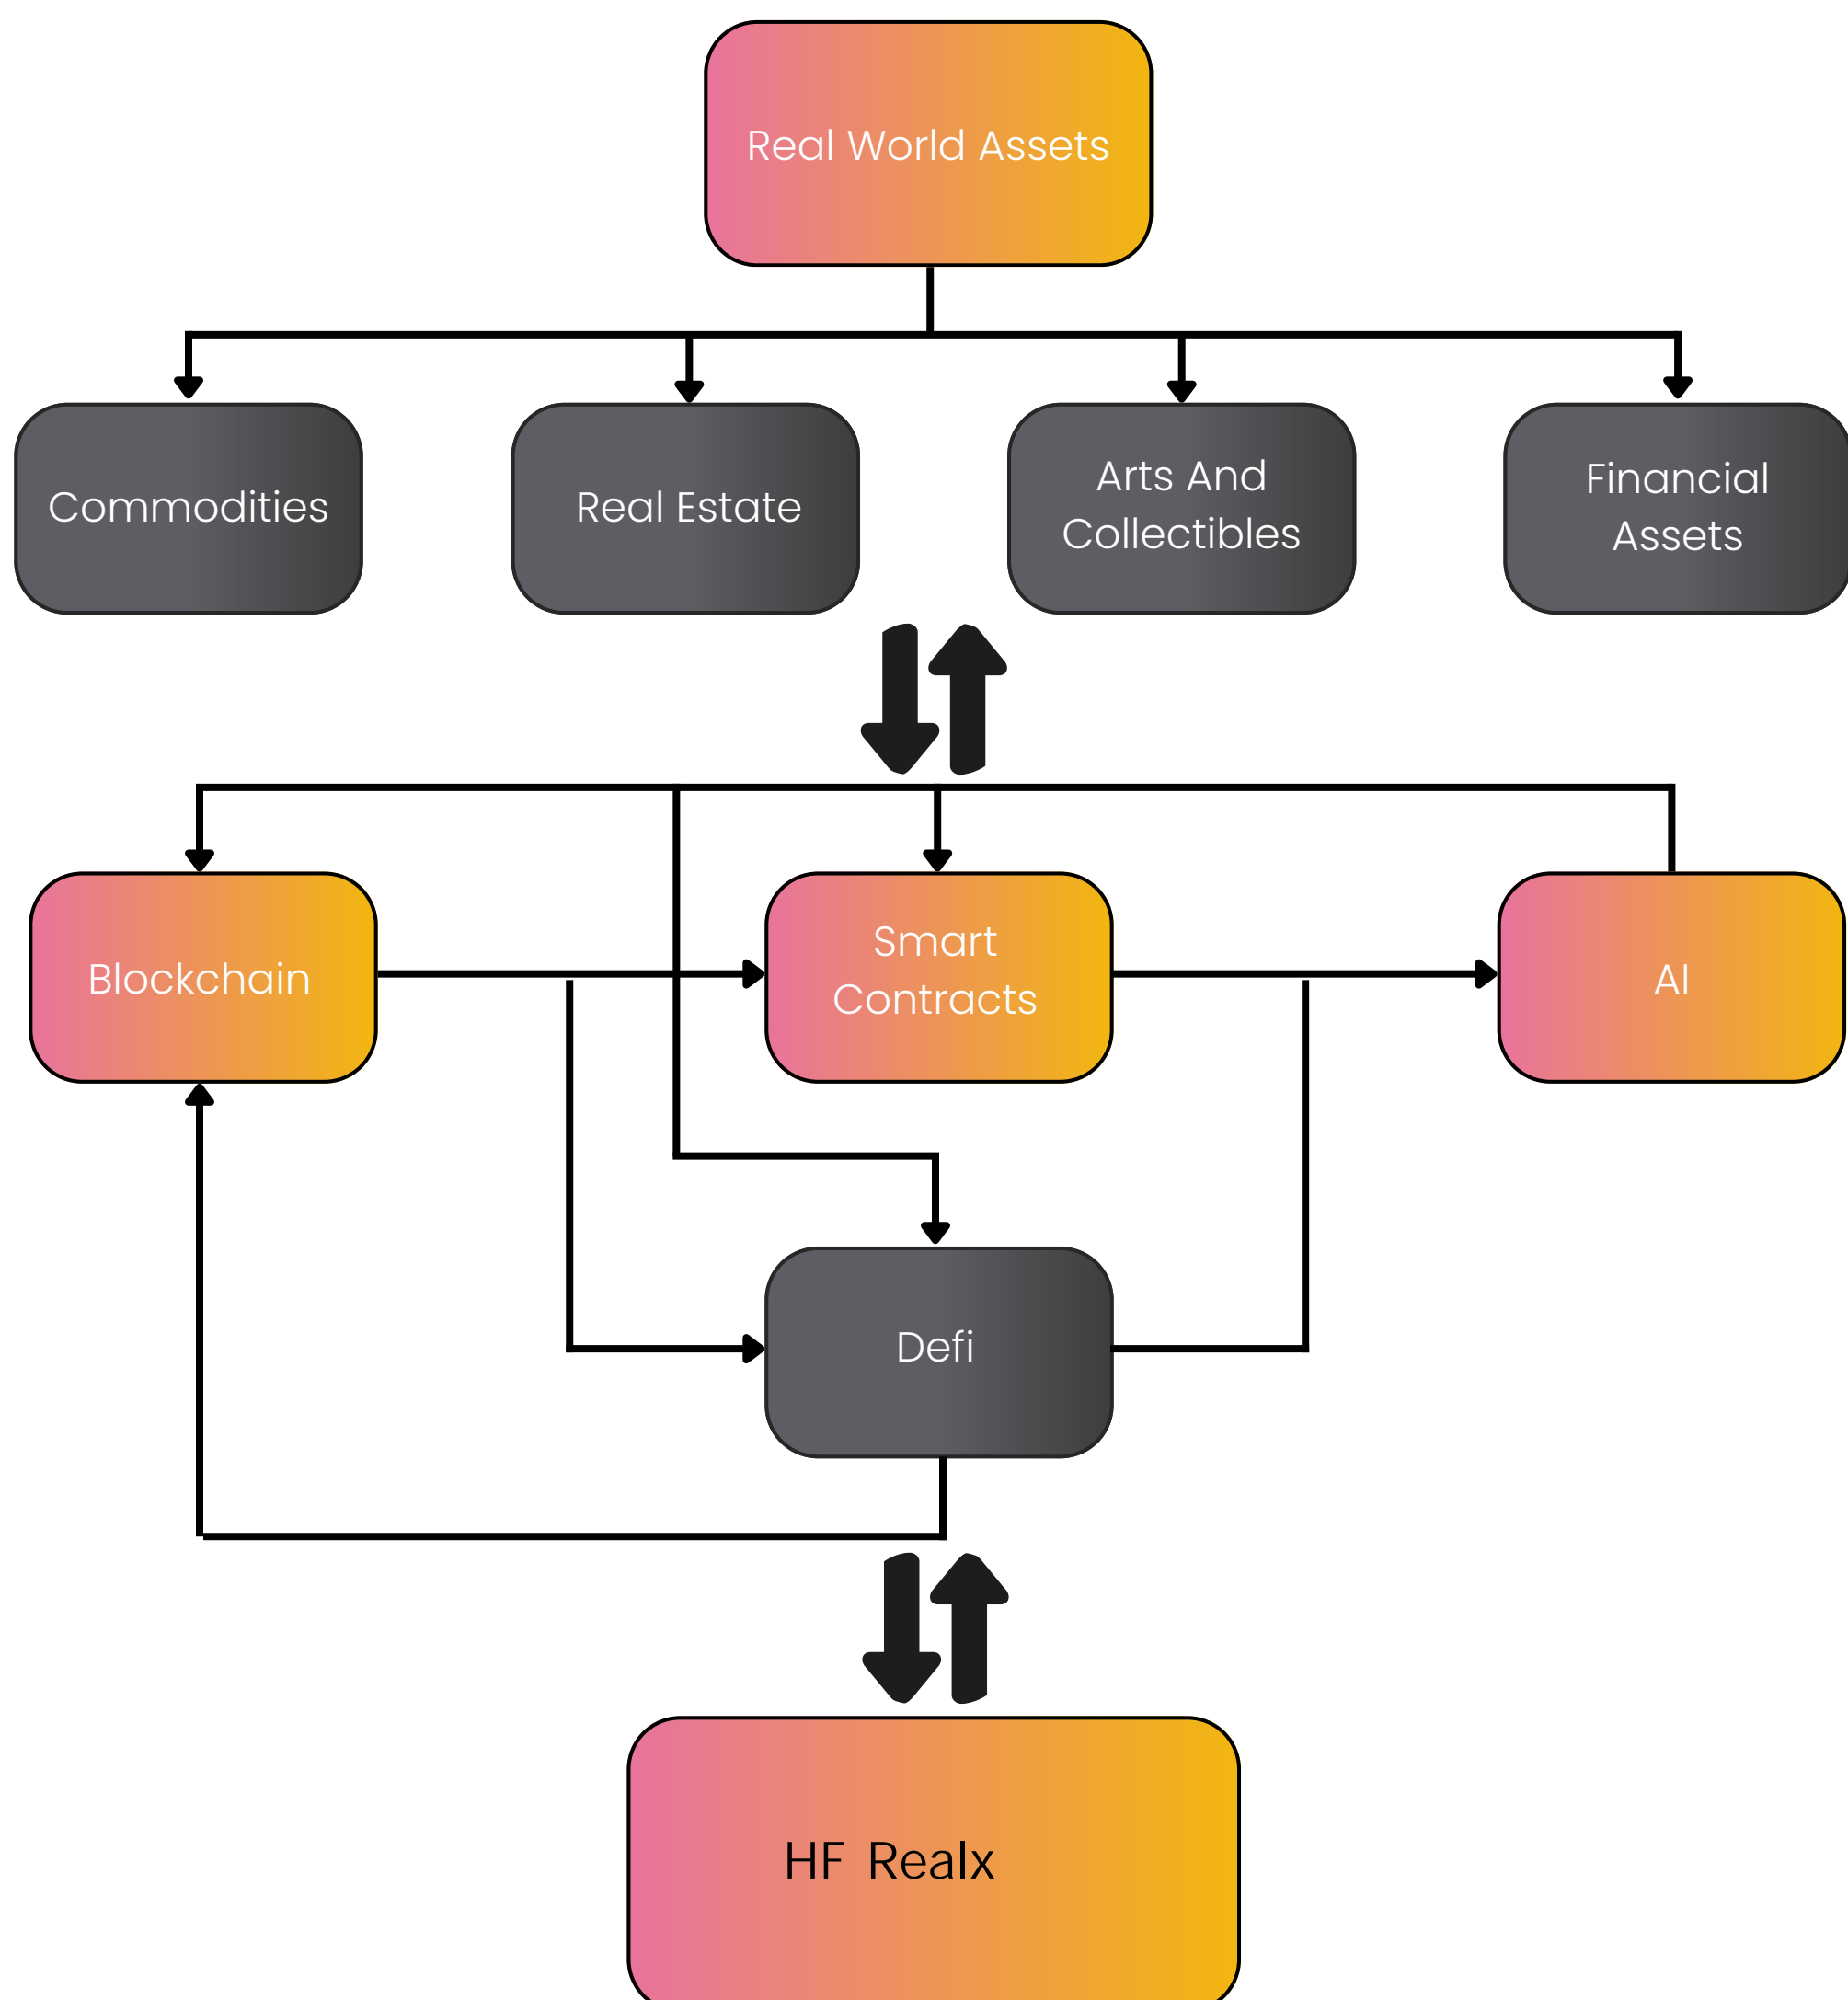 Real World Assets
Commodities
Real Estate
Arts And
Collectibles
Financial
Assets
Blockchain
Smart
Contracts
AI
Defi
HF Realx